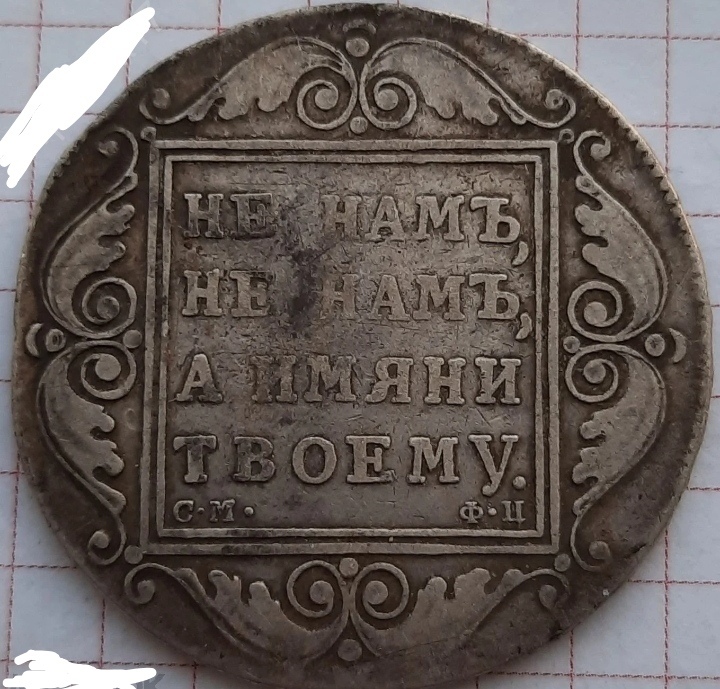 НЕ НАМЪ,
НЕ НАМЪ,
А ИМЯНИ
ТВОЕМУ.
С·М· Ф·Ц